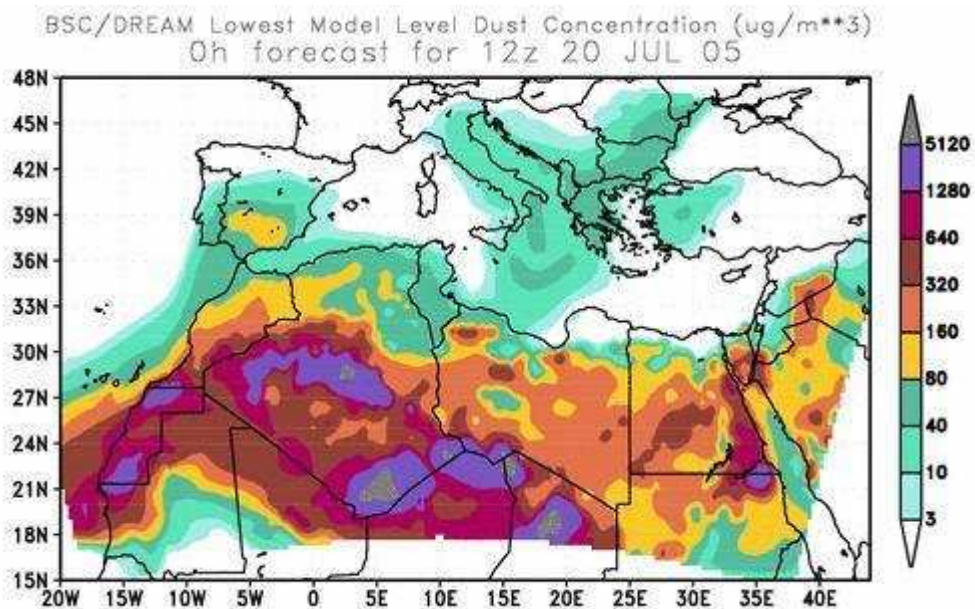 BSC/DREAM Lowest Model Level Dust Concentration (ug/m**3)
0h forecast for 12z 20 JUL 05
48N
45N
42N
39N
36N
33N
30N
27N
24N
21N
18N
15N
20W 15W 10W 5W 0 5E 10E 15E 20E 25E 30E 35E 40E
5120
1280
640
320
160
80
40
10
3